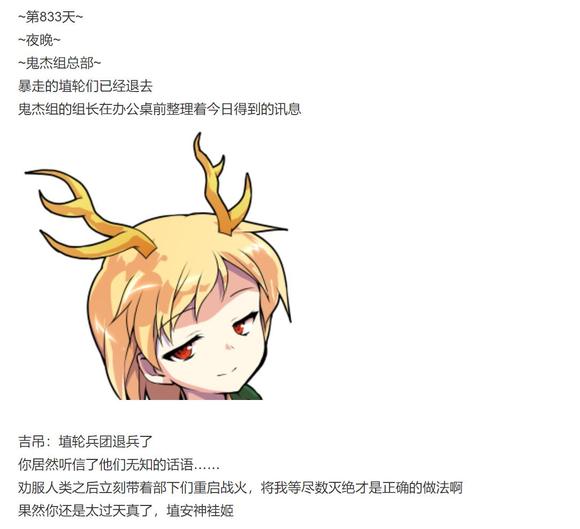 ~第833天~
~夜晚~
~鬼杰组总部~
暴走的埴轮们已经退去
鬼杰组的组长在办公桌前整理着今日得到的讯息
吉吊：埴轮兵团退兵了
你居然听信了他们无知的话语……
劝服人类之后立刻带着部下们重启战火，将我等尽数灭绝才是正确的做法啊
果然你还是太过天真了，埴安神袿姬